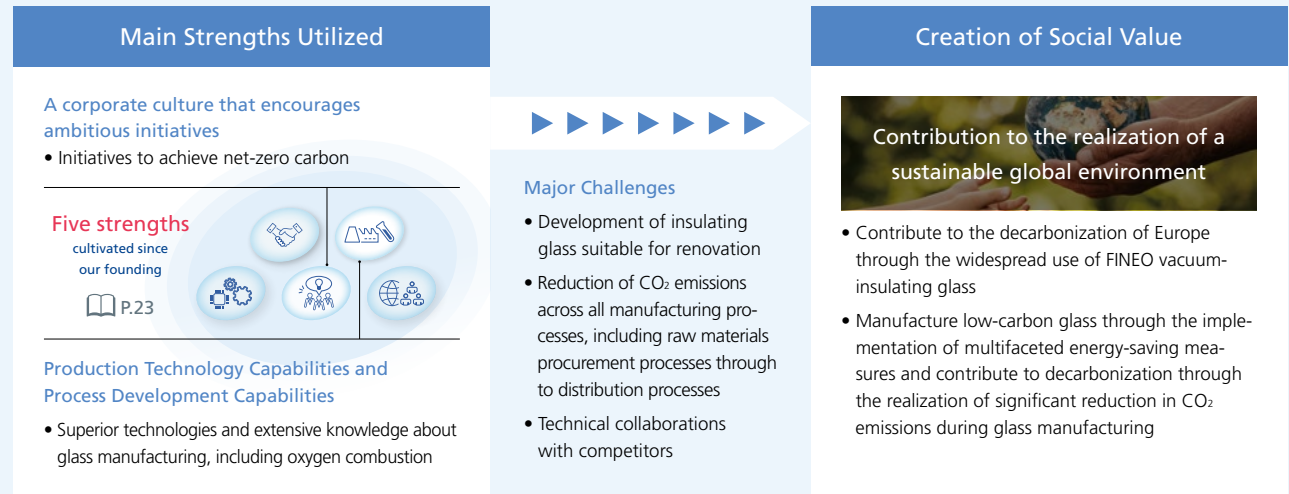 Main Strengths Utilized
A corporate culture that encourages
ambitious initiatives
• Initiatives to achieve net-zero carbon
Five strengths
cultivated since
our founding
P.23
Production Technology Capabilities and
Process Development Capabilities
• Superior technologies and extensive knowledge about
glass manufacturing, including oxygen combustion
Major Challenges
• Development of insulating
glass suitable for renovation
• Reduction of CO₂ emissions
across all manufacturing pro-
cesses, including raw materials
procurement processes through
to distribution processes
• Technical collaborations
with competitors
Creation of Social Value
Contribution to the realization of a
sustainable global environment
• Contribute to the decarbonization of Europe
through the widespread use of FINEO vacuum-
insulating glass
• Manufacture low-carbon glass through the imple-
mentation of multifaceted energy-saving mea-
sures and contribute to decarbonization through
the realization of significant reduction in CO₂
emissions during glass manufacturing